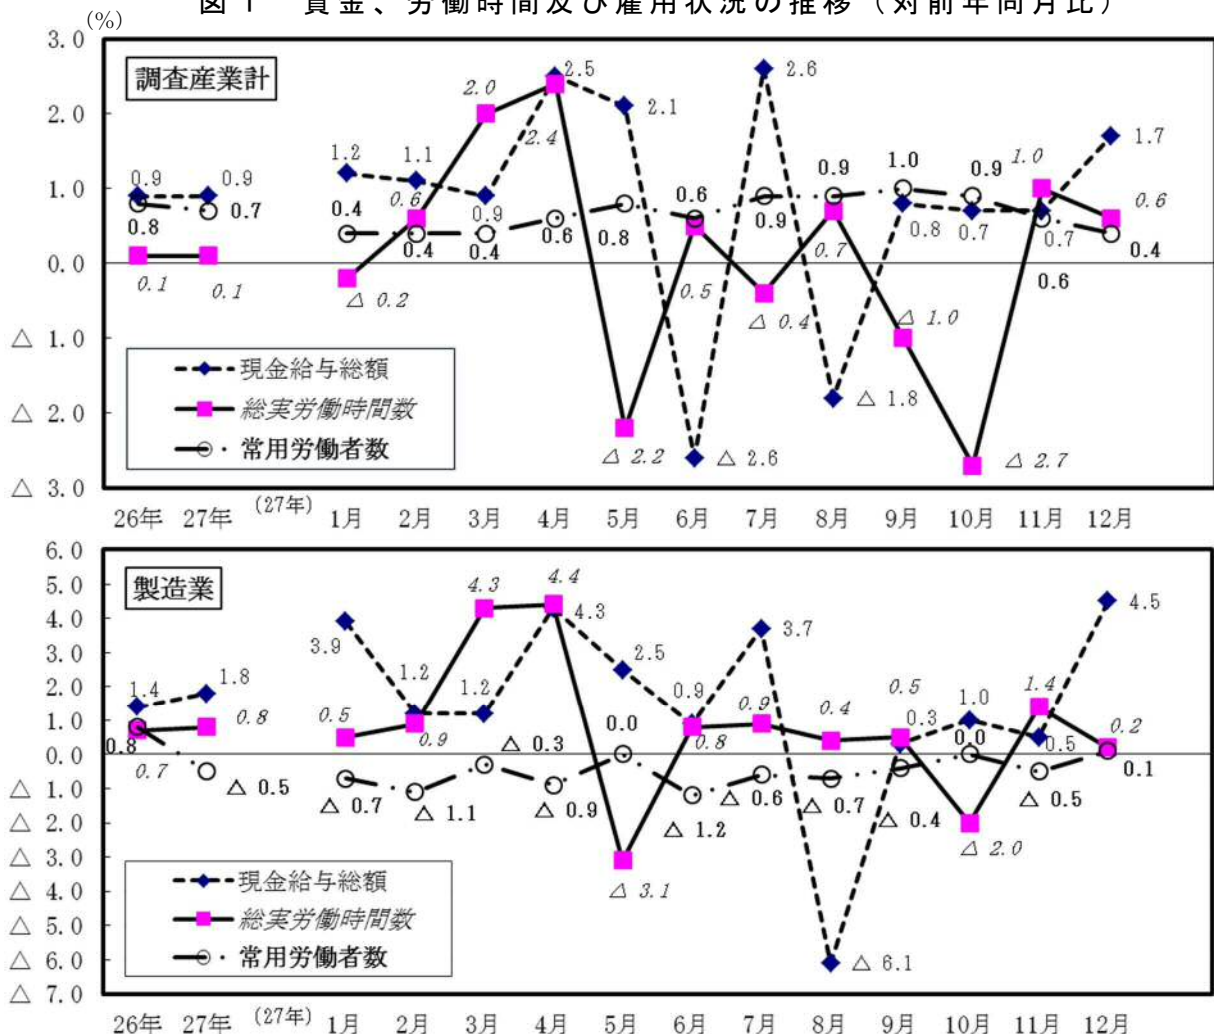 図１ 賃金、労働時間及び雇用状況の推移（対前年同月比）
(%)
3.0
2.0
1.0
0.0
△ 1.0
△ 2.0
△ 3.0
調査産業計
0.9 0.9 1.2 1.1 0.9 2.5 2.1 △ 2.6 2.6 △ 1.8 0.8 0.7 0.7 1.7
0.1 0.1 △ 0.2 0.6 2.0 2.4 △ 2.2 0.5 △ 0.4 0.7 △ 1.0 △ 2.7 1.0 0.6
0.8 0.7 0.4 0.4 0.4 0.6 0.8 0.6 0.9 0.9 1.0 0.9 0.6 0.4
現金給与総額
総実労働時間数
常用労働者数
26年 27年 (27年) 1月 2月 3月 4月 5月 6月 7月 8月 9月 10月 11月 12月
6.0
5.0
4.0
3.0
2.0
1.0
0.0
△ 1.0
△ 2.0
△ 3.0
△ 4.0
△ 5.0
△ 6.0
△ 7.0
製造業
1.4 1.8 3.9 1.2 1.2 4.3 2.5 0.9 3.7 △ 6.1 0.3 1.0 0.5 4.5
0.7 0.8 0.5 0.9 4.3 4.4 △ 3.1 0.8 0.9 0.4 0.5 △ 2.0 1.4 0.2
0.8 △ 0.5 △ 0.7 △ 1.1 △ 0.3 △ 0.9 0.0 △ 1.2 △ 0.6 △ 0.7 △ 0.4 0.0 △ 0.5 0.1
現金給与総額
総実労働時間数
常用労働者数
26年 27年 (27年) 1月 2月 3月 4月 5月 6月 7月 8月 9月 10月 11月 12月